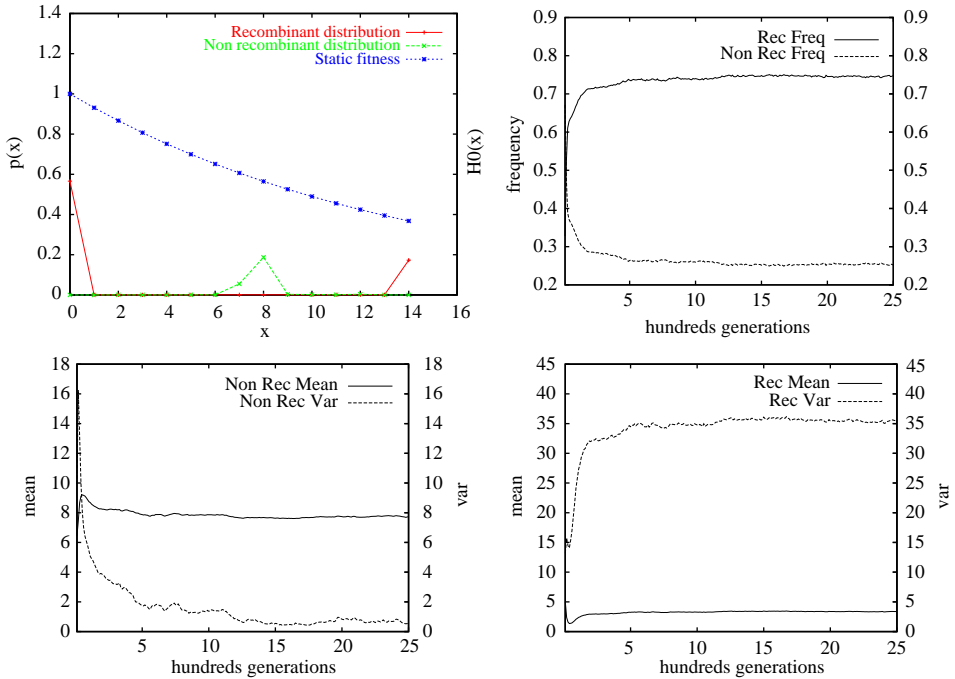 1.4
1.2
1
0.8
0.6
0.4
0.2
0
p(x)
H0(x)
Recombinant distribution
Non recombinant distribution
Static fitness
0 2 4 6 8 10 12 14 16
x
0.9
0.8
0.7
0.6
0.5
0.4
0.3
0.2
frequency
Rec Freq
Non Rec Freq
0.9
0.8
0.7
0.6
0.5
0.4
0.3
0.2
5 10 15 20 25
hundreds generations
18
16
14
12
10
8
6
4
2
0
mean
Non Rec Mean
Non Rec Var
18
16
14
12
10
8
6
4
2
0
var
5 10 15 20 25
hundreds generations
45
40
35
30
25
20
15
10
5
0
mean
Rec Mean
Rec Var
45
40
35
30
25
20
15
10
5
0
var
5 10 15 20 25
hundreds generations